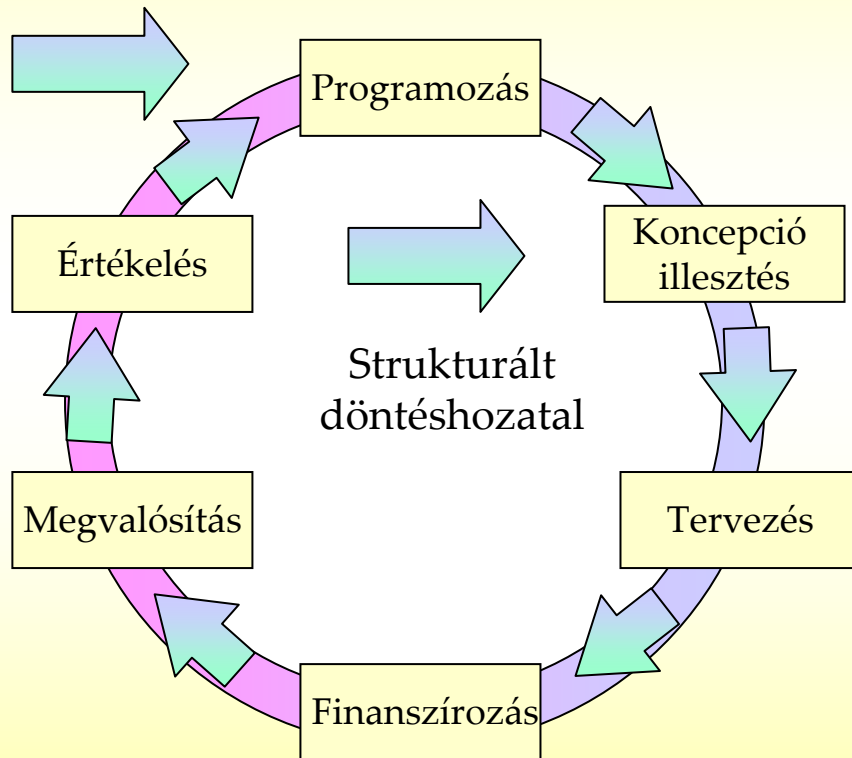 Programozás
Koncepció
illesztés
Értékelés
Strukturált
döntéshozatal
Megvalósítás
Tervezés
Finanszírozás